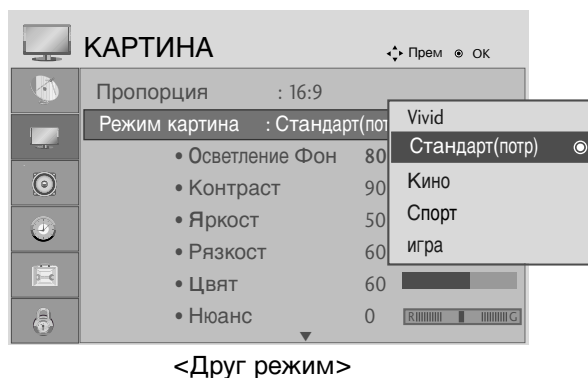 КАРТИНА Прем ОК
Пропорция : 16:9
Режим картина : Стандарт(пот
• Осветление Фон 80
• Контраст 90
• Яркост 50
• Рязкост 60
• Цвят 60
• Нюанс 0 R G
Vivid
Стандарт(потр)
Кино
Спорт
игра
<Друг режим>